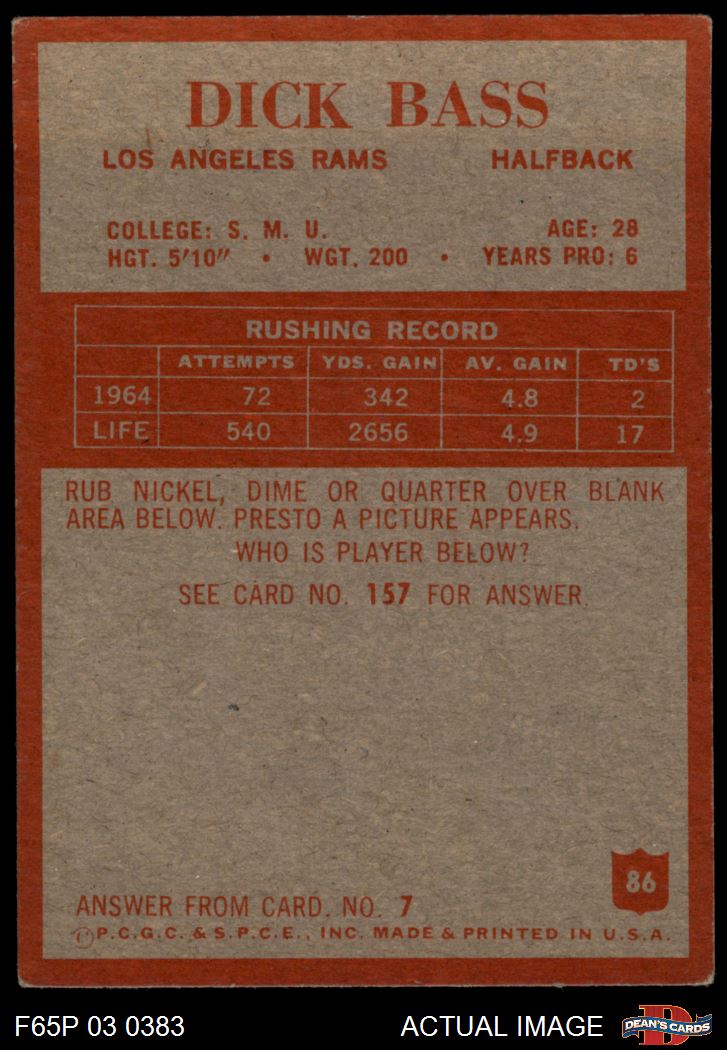 DICK BASS
LOS ANGELES RAMS HALFBACK
COLLEGE: S. M. U. AGE: 28
HGT. 5'10" • WGT. 200 • YEARS PRO: 6
RUSHING RECORD
ATTEMPTS YDS. GAIN AV. GAIN TD'S
1964 72 342 4.8 2
LIFE 540 2656 4.9 17
RUB NICKEL, DIME OR QUARTER OVER BLANK
AREA BELOW. PRESTO A PICTURE APPEARS.
WHO IS PLAYER BELOW?
SEE CARD NO. 157 FOR ANSWER.
86
ANSWER FROM CARD. NO. 7
©P.C.G.C. & S.P.C.E., INC. MADE & PRINTED IN U.S.A.
F65P 03 0383 ACTUAL IMAGE
D
DEAN'S CARDS